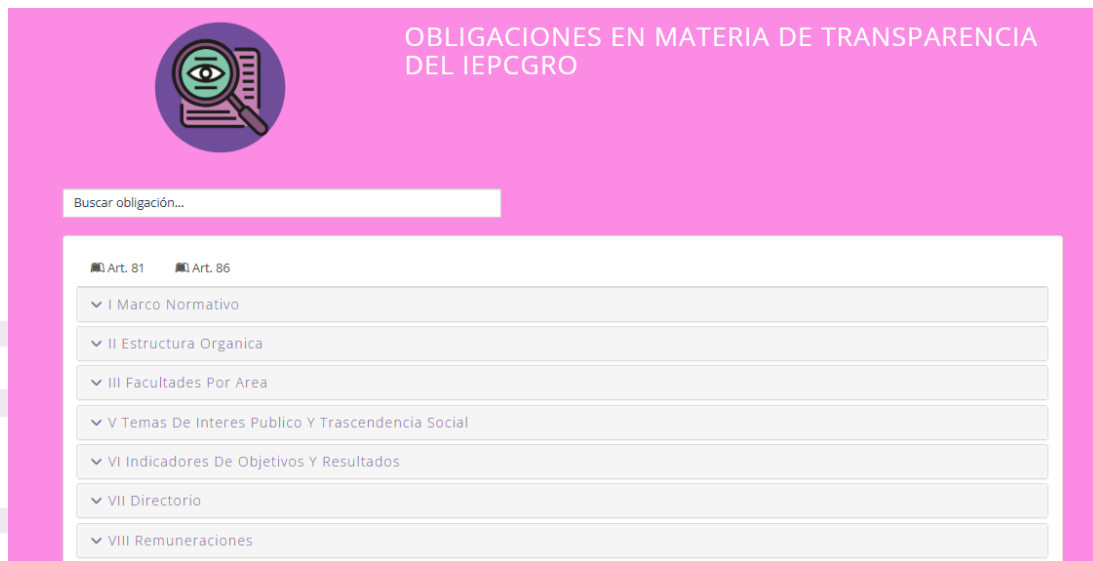 OBLIGACIONES EN MATERIA DE TRANSPARENCIA
DEL IEPCGRO
Buscar obligación...
Art. 81 Art. 86
I Marco Normativo
II Estructura Organica
III Facultades Por Area
V Temas De Interes Publico Y Trascendencia Social
VI Indicadores De Objetivos Y Resultados
VII Directorio
VIII Remuneraciones